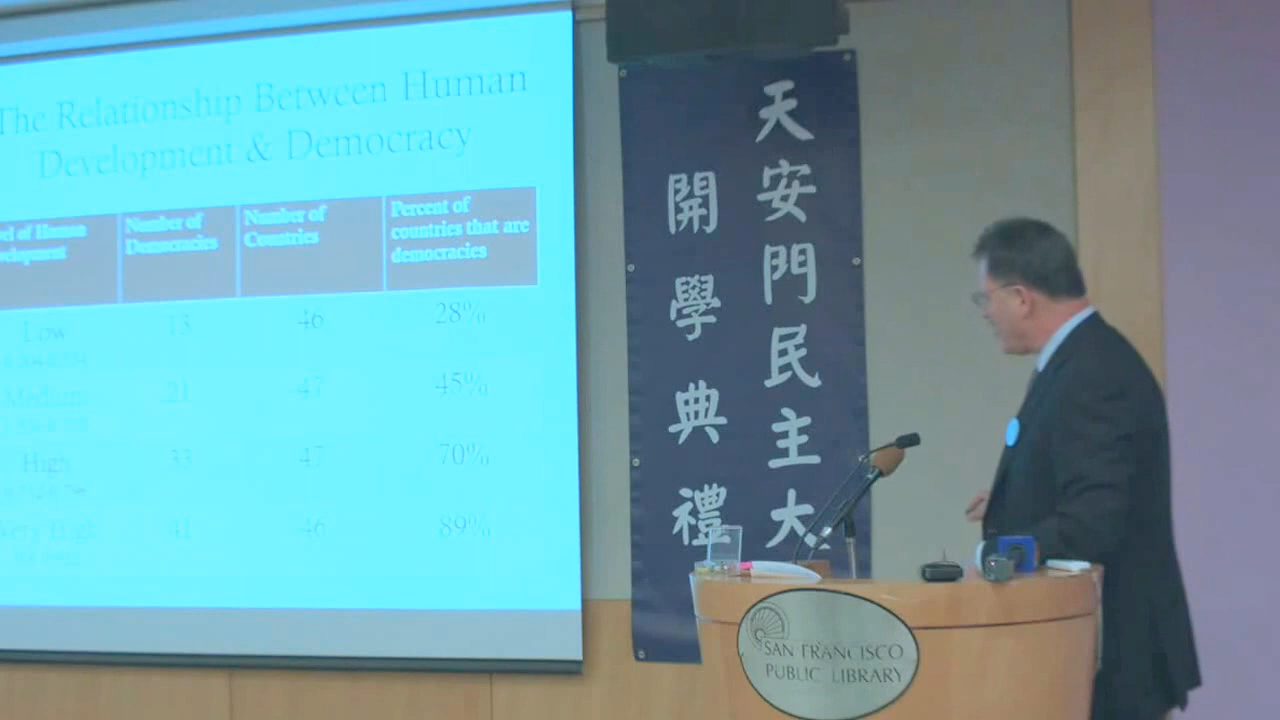 The Relationship Between Human
Development & Democracy
Number of
Democracies
Number of
Countries
Percent of
countries that are
democracies
Low 13 46 28%
Medium 21 47 45%
High 33 47 70%
Very High 41 46 89%
天安門民主大
開學典禮
SAN FRANCISCO
PUBLIC LIBRARY